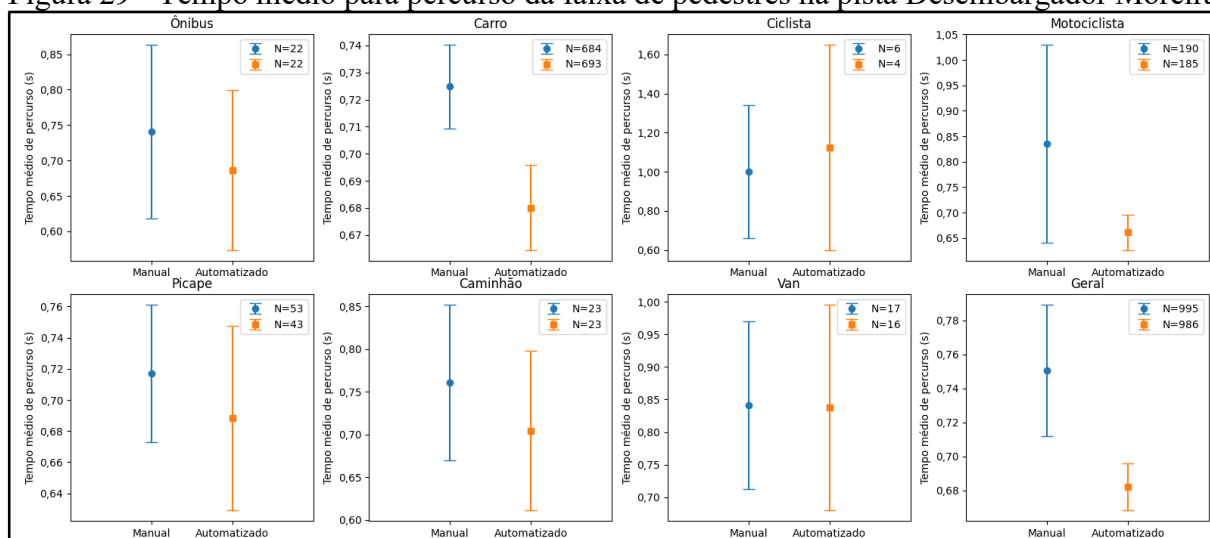 Figura 29 – Tempo médio para percurso da faixa de pedestres na pista Desembargador Moreira
Ônibus
Tempo médio de percurso (s)
0,85
0,80
0,75
0,70
0,65
0,60
N=22
N=22
Manual Automatizado
Carro
Tempo médio de percurso (s)
0,74
0,73
0,72
0,71
0,70
0,69
0,68
0,67
N=684
N=693
Manual Automatizado
Ciclista
Tempo médio de percurso (s)
1,60
1,40
1,20
1,00
0,80
0,60
N=6
N=4
Manual Automatizado
Motociclista
Tempo médio de percurso (s)
1,05
1,00
0,95
0,90
0,85
0,80
0,75
0,70
0,65
N=190
N=185
Manual Automatizado
Picape
Tempo médio de percurso (s)
0,76
0,74
0,72
0,70
0,68
0,66
0,64
N=53
N=43
Manual Automatizado
Caminhão
Tempo médio de percurso (s)
0,85
0,80
0,75
0,70
0,65
0,60
N=23
N=23
Manual Automatizado
Van
Tempo médio de percurso (s)
1,00
0,95
0,90
0,85
0,80
0,75
0,70
N=17
N=16
Manual Automatizado
Geral
Tempo médio de percurso (s)
0,78
0,76
0,74
0,72
0,70
0,68
N=995
N=986
Manual Automatizado